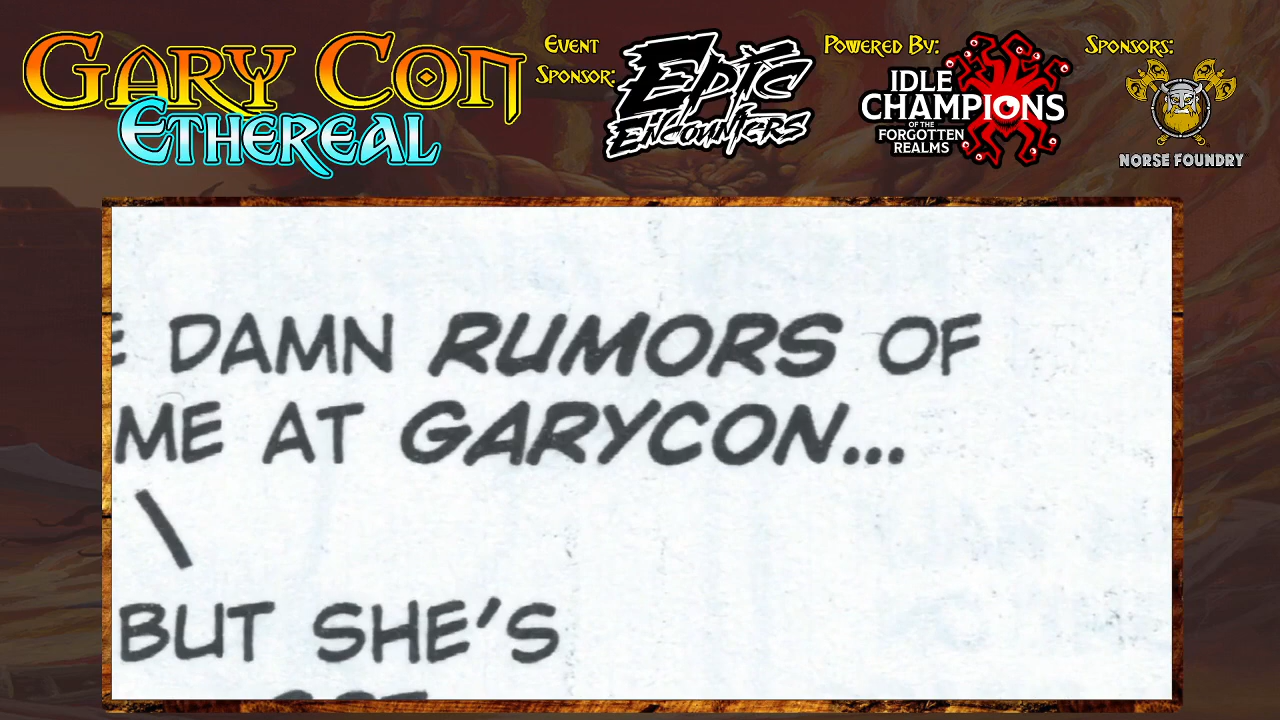 GARY CON
ETHEREAL
EVENT
SPONSOR:
EPIC
ENCOUNTERS
POWERED BY:
IDLE
CHAMPIONS
OF THE
FORGOTTEN
REALMS
SPONSORS:
NORSE FOUNDRY
DAMN RUMORS OF
ME AT GARYCON...
BUT SHE'S